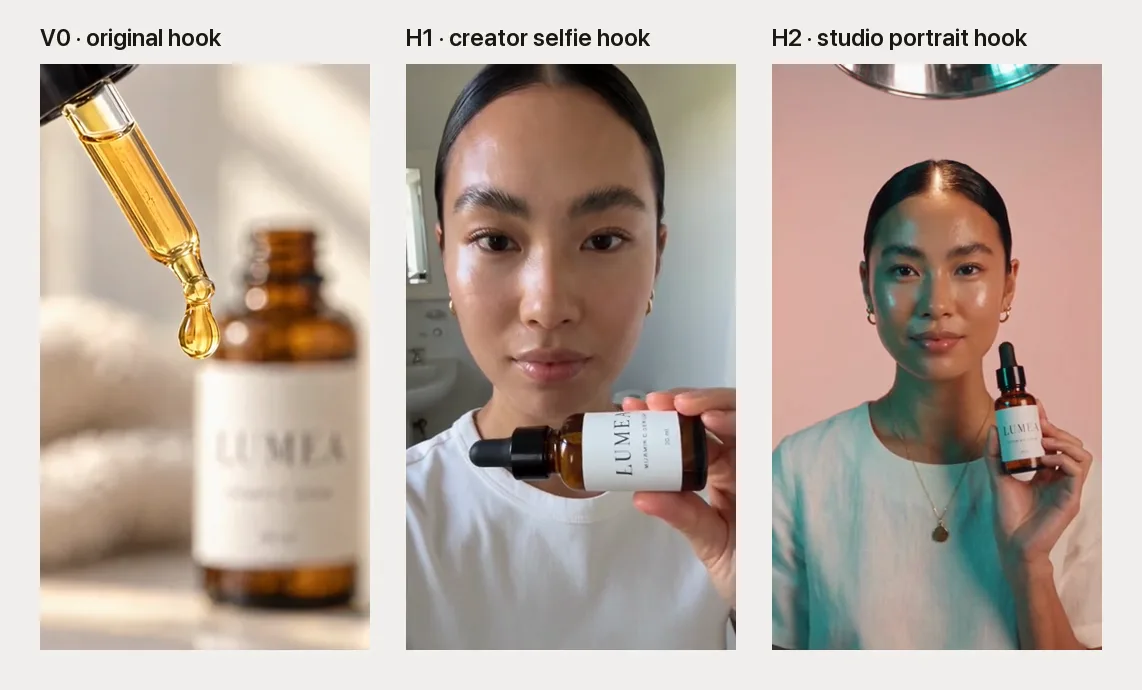 V0 · original hook
H1 · creator selfie hook
H2 · studio portrait hook
LUMEA
LUMEA
LUMEA